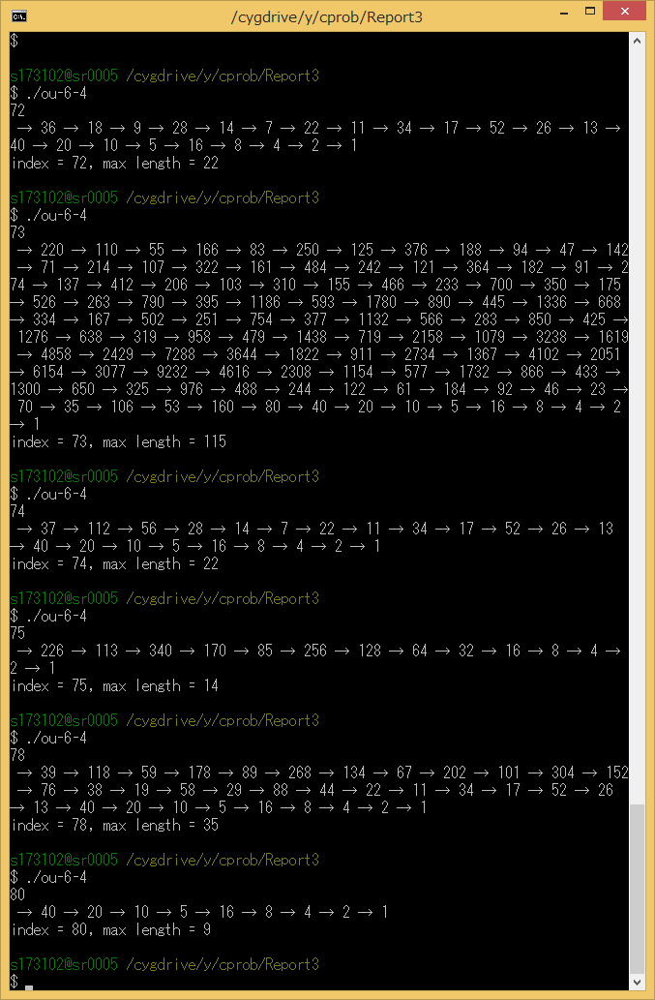 /cygdrive/y/cprob/Report3
$
s173102@sr0005 /cygdrive/y/cprob/Report3
$ ./ou-6-4
72
→ 36 → 18 → 9 → 28 → 14 → 7 → 22 → 11 → 34 → 17 → 52 → 26 → 13 →
40 → 20 → 10 → 5 → 16 → 8 → 4 → 2 → 1
index = 72, max length = 22
s173102@sr0005 /cygdrive/y/cprob/Report3
$ ./ou-6-4
73
→ 220 → 110 → 55 → 166 → 83 → 250 → 125 → 376 → 188 → 94 → 47 → 142
→ 71 → 214 → 107 → 322 → 161 → 484 → 242 → 121 → 364 → 182 → 91 → 2
74 → 137 → 412 → 206 → 103 → 310 → 155 → 466 → 233 → 700 → 350 → 175
→ 526 → 263 → 790 → 395 → 1186 → 593 → 1780 → 890 → 445 → 1336 → 668
→ 334 → 167 → 502 → 251 → 754 → 377 → 1132 → 566 → 283 → 850 → 425 →
1276 → 638 → 319 → 958 → 479 → 1438 → 719 → 2158 → 1079 → 3238 → 1619
→ 4858 → 2429 → 7288 → 3644 → 1822 → 911 → 2734 → 1367 → 4102 → 2051
→ 6154 → 3077 → 9232 → 4616 → 2308 → 1154 → 577 → 1732 → 866 → 433 →
1300 → 650 → 325 → 976 → 488 → 244 → 122 → 61 → 184 → 92 → 46 → 23 →
70 → 35 → 106 → 53 → 160 → 80 → 40 → 20 → 10 → 5 → 16 → 8 → 4 → 2
→ 1
index = 73, max length = 115
s173102@sr0005 /cygdrive/y/cprob/Report3
$ ./ou-6-4
74
→ 37 → 112 → 56 → 28 → 14 → 7 → 22 → 11 → 34 → 17 → 52 → 26 → 13
→ 40 → 20 → 10 → 5 → 16 → 8 → 4 → 2 → 1
index = 74, max length = 22
s173102@sr0005 /cygdrive/y/cprob/Report3
$ ./ou-6-4
75
→ 226 → 113 → 340 → 170 → 85 → 256 → 128 → 64 → 32 → 16 → 8 → 4 →
2 → 1
index = 75, max length = 14
s173102@sr0005 /cygdrive/y/cprob/Report3
$ ./ou-6-4
78
→ 39 → 118 → 59 → 178 → 89 → 268 → 134 → 67 → 202 → 101 → 304 → 152
→ 76 → 38 → 19 → 58 → 29 → 88 → 44 → 22 → 11 → 34 → 17 → 52 → 26
→ 13 → 40 → 20 → 10 → 5 → 16 → 8 → 4 → 2 → 1
index = 78, max length = 35
s173102@sr0005 /cygdrive/y/cprob/Report3
$ ./ou-6-4
80
→ 40 → 20 → 10 → 5 → 16 → 8 → 4 → 2 → 1
index = 80, max length = 9
s173102@sr0005 /cygdrive/y/cprob/Report3
$